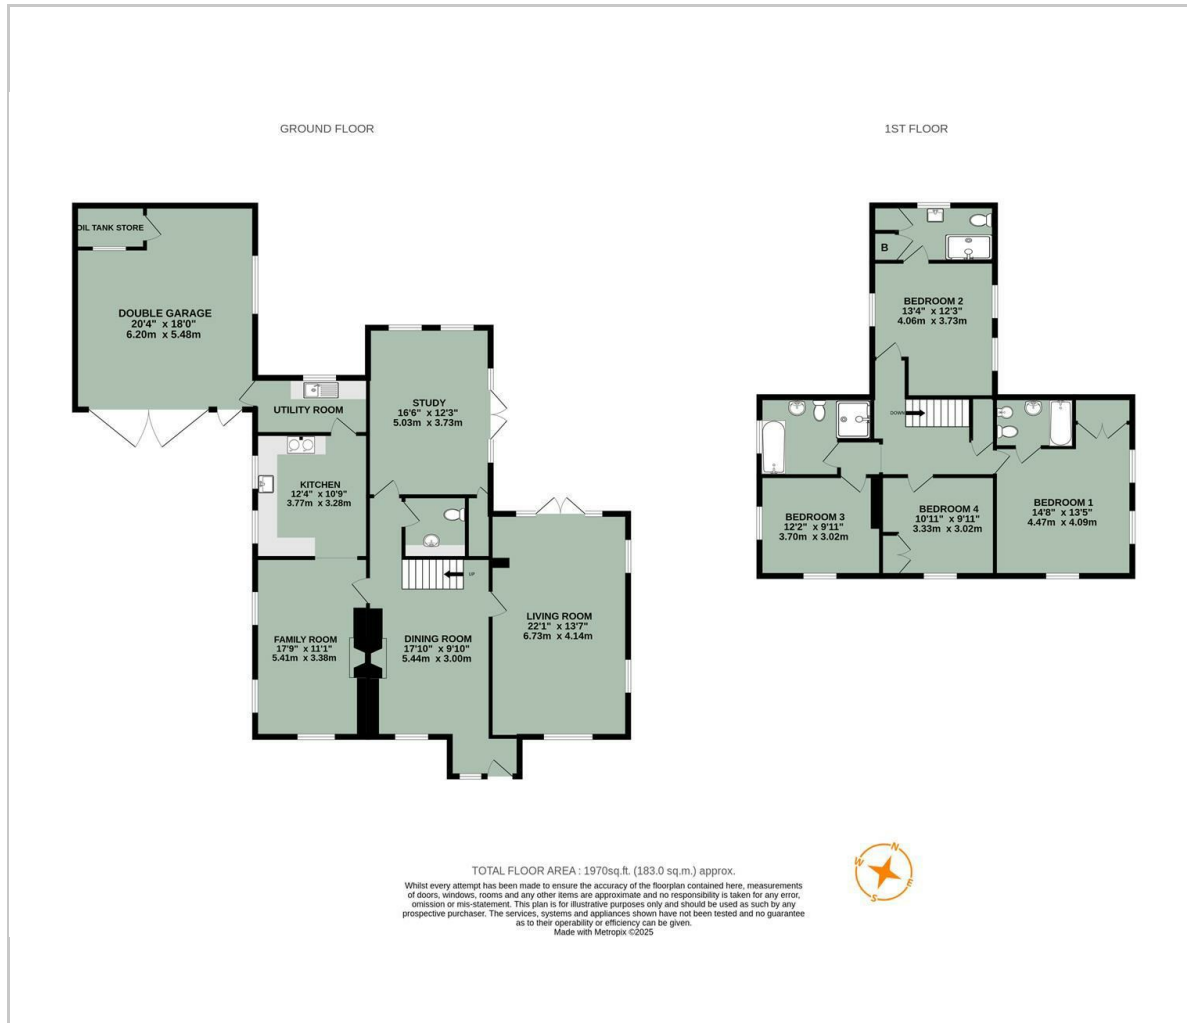 GROUND FLOOR
OIL TANK STORE
DOUBLE GARAGE
20'4" x 18'0"
6.20m x 5.48m
UTILITY ROOM
STUDY
16'6" x 12'3"
5.03m x 3.73m
KITCHEN
12'4" x 10'9"
3.77m x 3.28m
UP
FAMILY ROOM
17'9" x 11'1"
5.41m x 3.38m
DINING ROOM
17'10" x 9'10"
5.44m x 3.00m
LIVING ROOM
22'1" x 13'7"
6.73m x 4.14m
1ST FLOOR
B
BEDROOM 2
13'4" x 12'3"
4.06m x 3.73m
DOWN
BEDROOM 3
12'2" x 9'11"
3.70m x 3.02m
BEDROOM 4
10'11" x 9'11"
3.33m x 3.02m
BEDROOM 1
14'8" x 13'5"
4.47m x 4.09m
N
W
E
S
TOTAL FLOOR AREA : 1970sq.ft. (183.0 sq.m.) approx.
Whilst every attempt has been made to ensure the accuracy of the floorplan contained here, measurements
of doors, windows, rooms and any other items are approximate and no responsibility is taken for any error,
omission or mis-statement. This plan is for illustrative purposes only and should be used as such by any
prospective purchaser. The services, systems and appliances shown have not been tested and no guarantee
as to their operability or efficiency can be given.
Made with Metropix ©2025